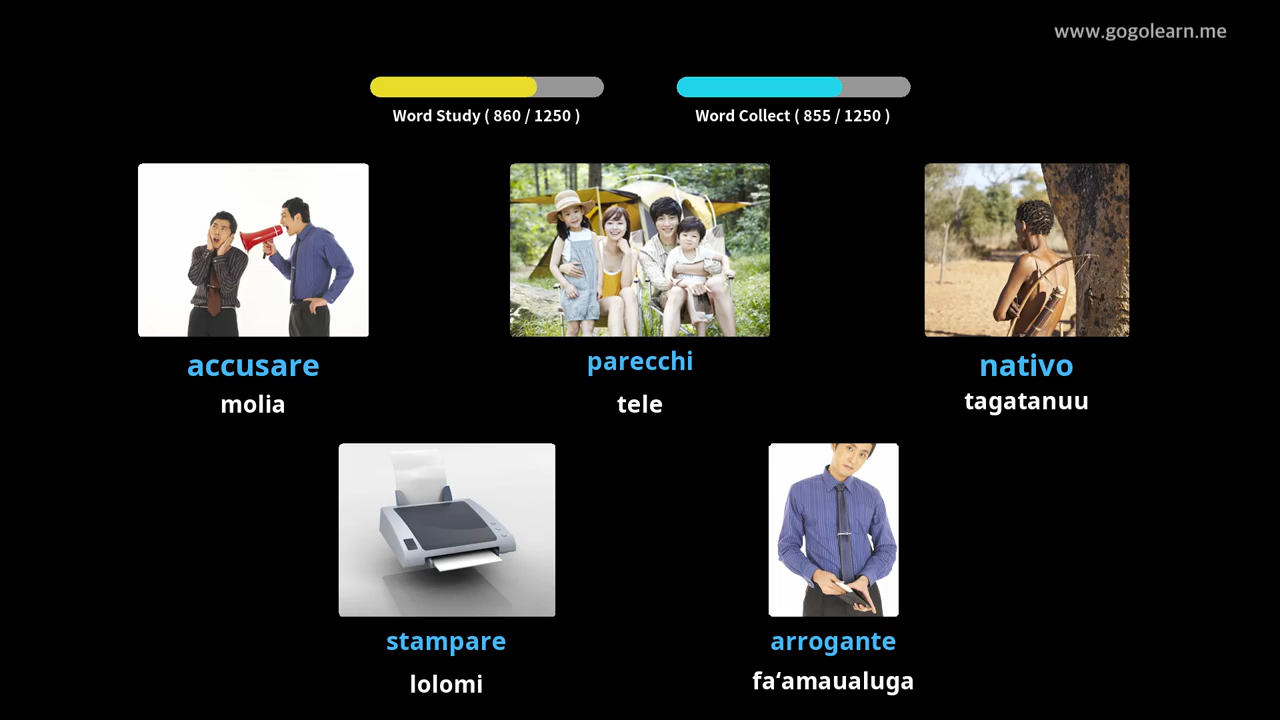 www.gogolearn.me
Word Study ( 860 / 1250 )
Word Collect ( 855 / 1250 )
accusare
molia
parecchi
tele
nativo
tagatanuu
stampare
lolomi
arrogante
fa‘amaualuga